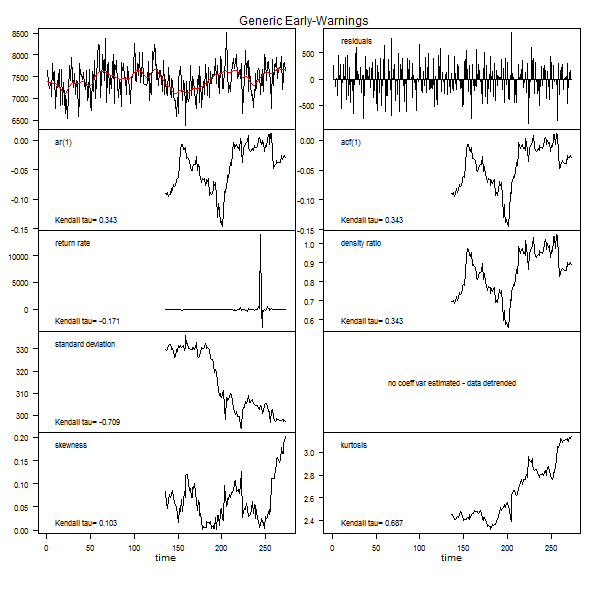 Generic Early-Warnings
8500
8000
7500
7000
6500
residuals
500
0
-500
0.00
-0.05
-0.10
-0.15
ar(1)
Kendall tau= 0.343
0.00
-0.05
-0.10
-0.15
acf(1)
Kendall tau= 0.343
10000
5000
0
return rate
Kendall tau= -0.171
1.0
0.9
0.8
0.7
0.6
density ratio
Kendall tau= 0.343
330
320
310
300
standard deviation
Kendall tau= -0.709
no coeff var estimated - data detrended
0.20
0.15
0.10
0.05
0.00
skewness
Kendall tau= 0.103
0 50 100 150 200 250
time
3.0
2.8
2.6
2.4
kurtosis
Kendall tau= 0.687
0 50 100 150 200 250
time